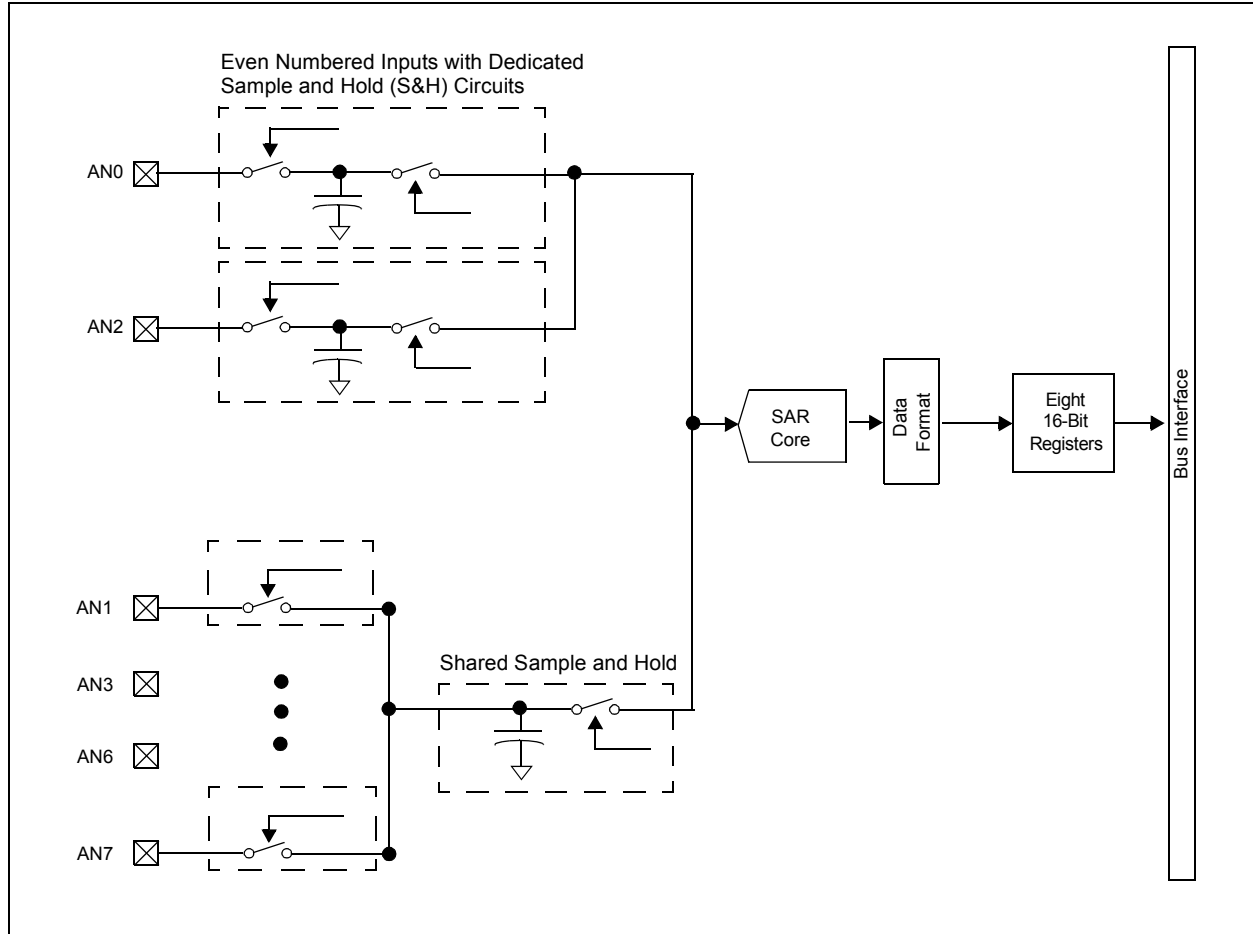 Even Numbered Inputs with Dedicated
Sample and Hold (S&H) Circuits
AN0
AN2
SAR
Core
Data
Format
Eight
16-Bit
Registers
Bus Interface
AN1
Shared Sample and Hold
AN3
AN6
AN7